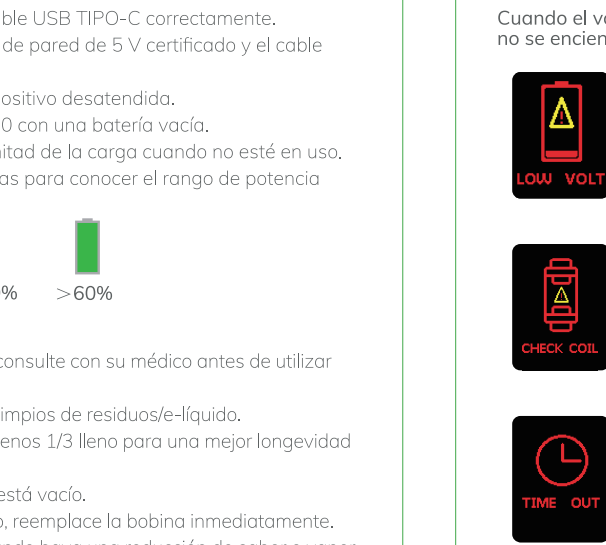 ble USB TIPO-C correctamente.
de pared de 5 V certificado y el cable
ositivo desatendida.
0 con una batería vacía.
nitad de la carga cuando no esté en uso.
as para conocer el rango de potencia
% >60%
consulte con su médico antes de utilizar
impios de residuos/e-líquido.
enos 1/3 lleno para una mejor longevidad
está vacío.
o, reemplace la bobina inmediatamente.
Cuando el vo
no se encien
LOW VOLT
CHECK COIL
TIME OUT